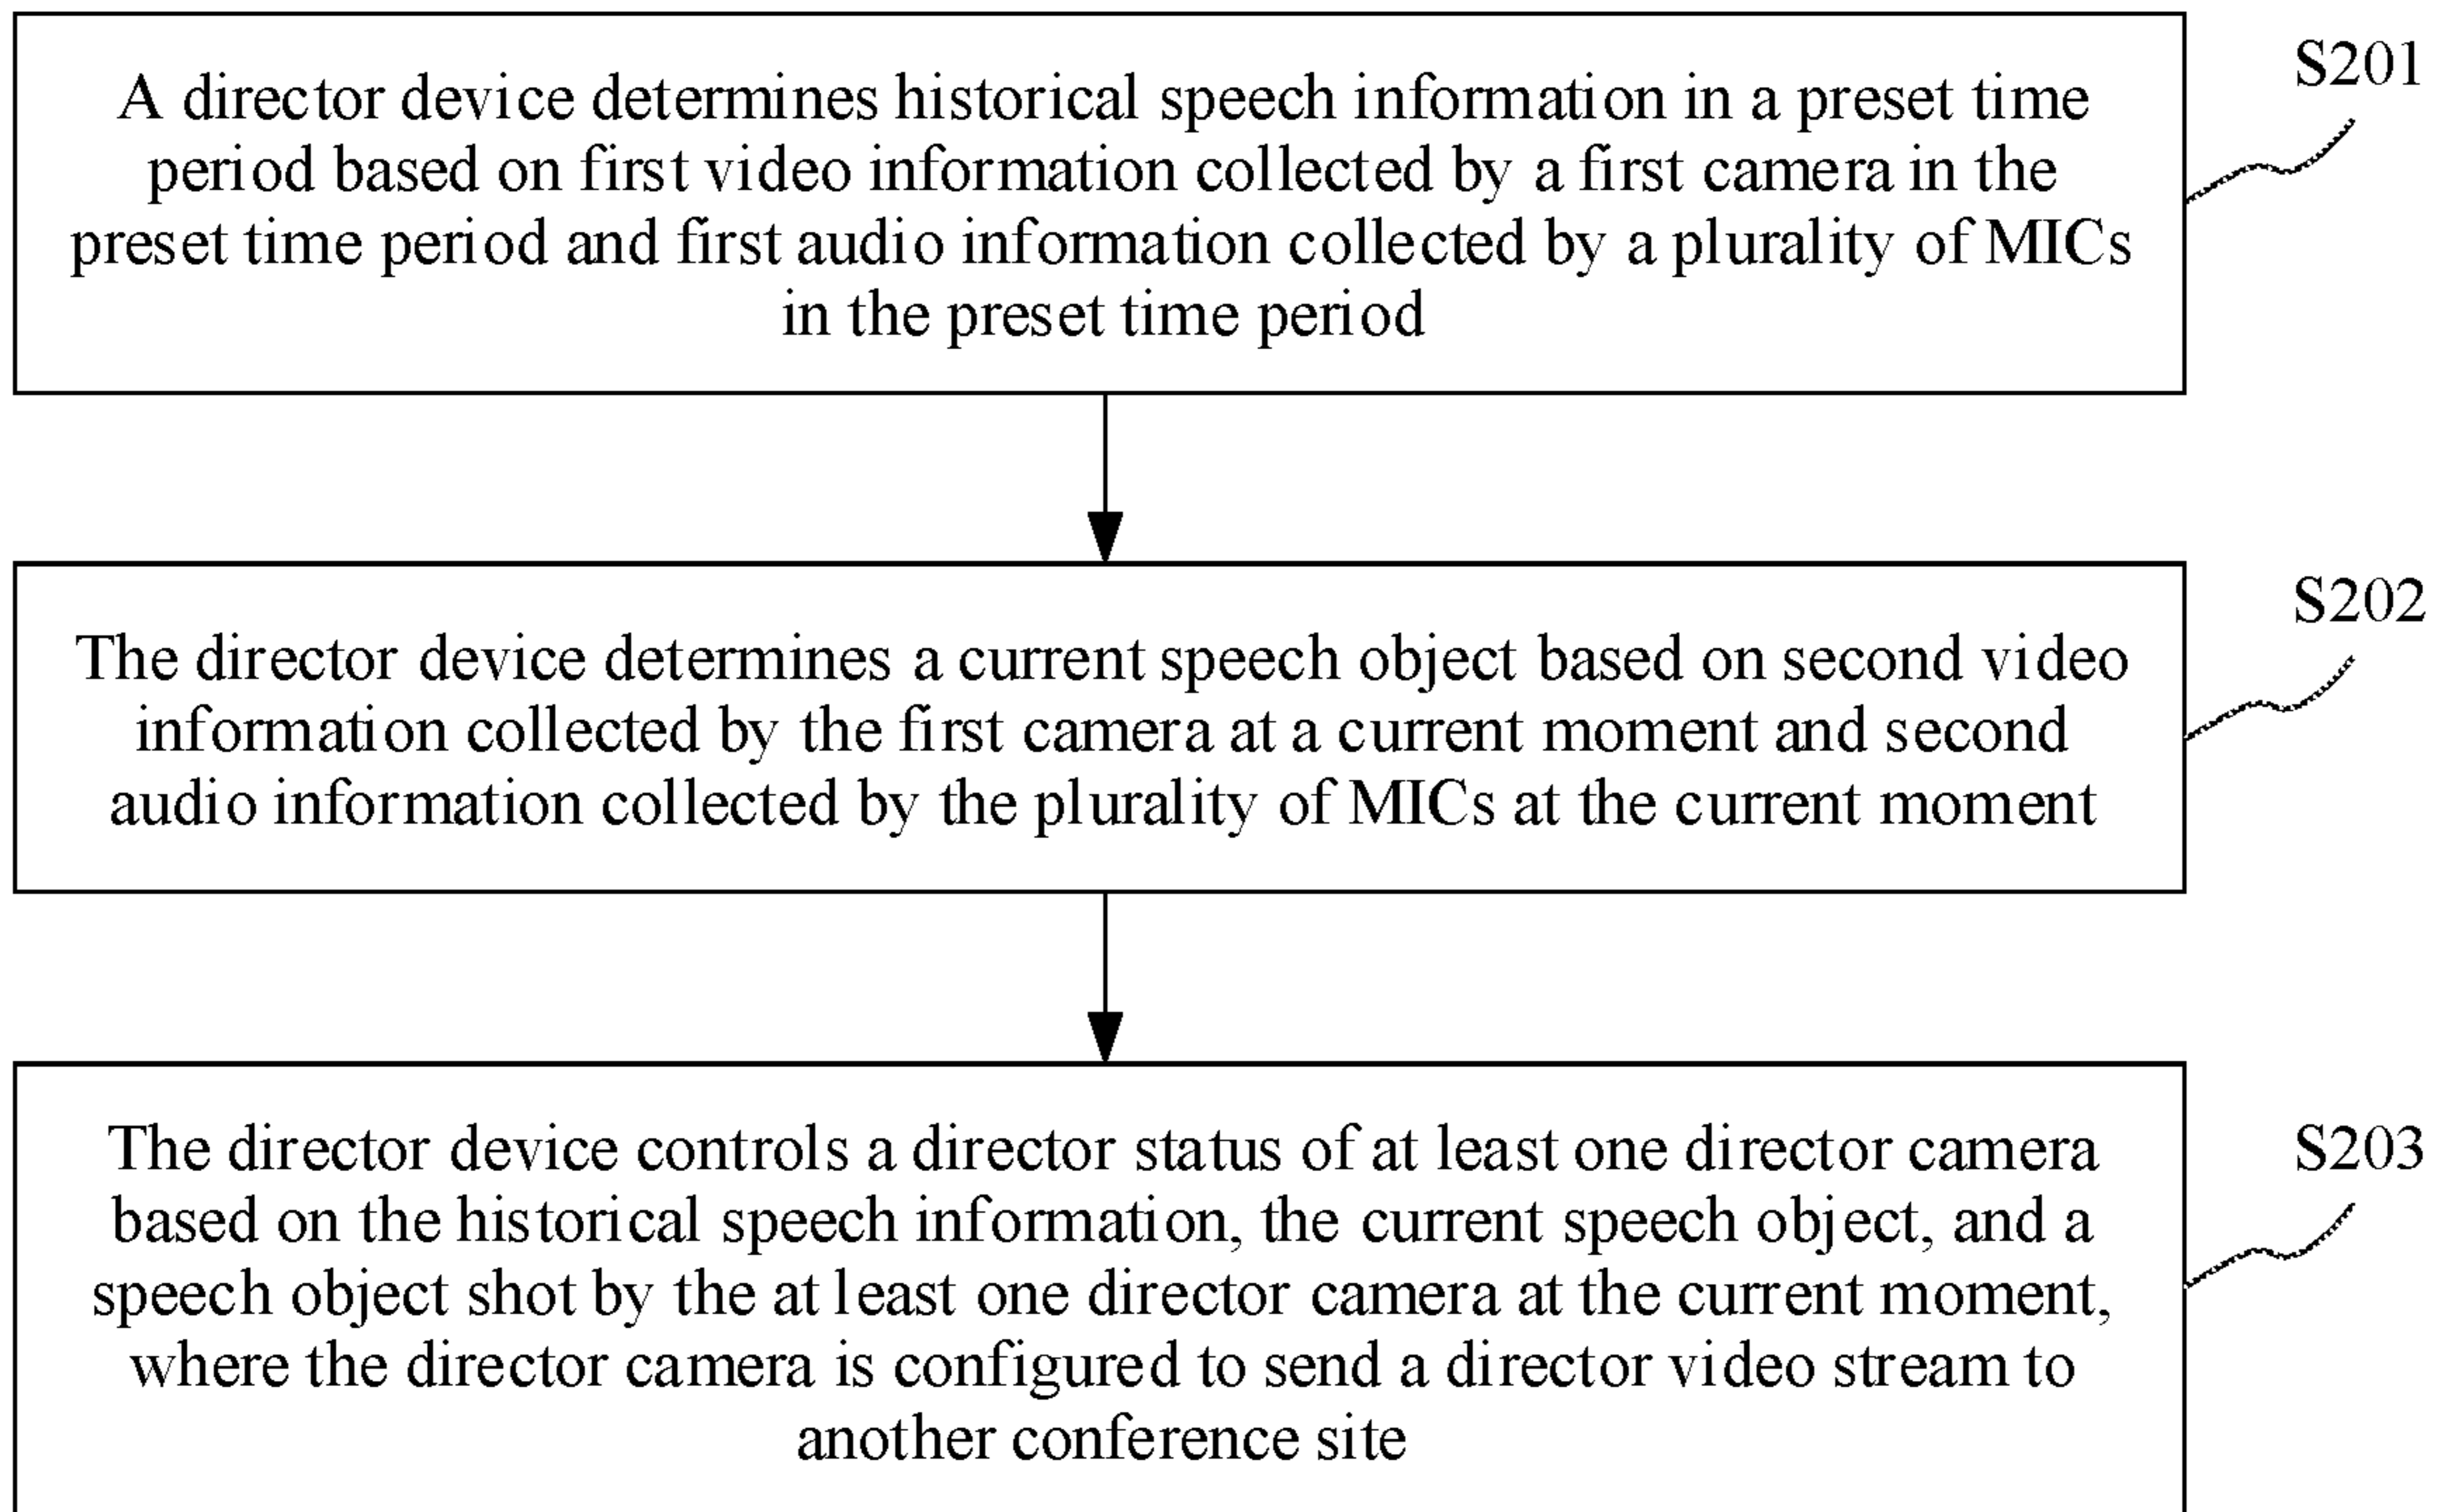 A director device determines historical speech information in a preset time
period based on first video information collected by a first camera in the
preset time period and first audio information collected by a plurality of MICs
in the preset time period
S201
The director device determines a current speech object based on second video
information collected by the first camera at a current moment and second
audio information collected by the plurality of MICs at the current moment
S202
The director device controls a director status of at least one director camera
based on the historical speech information, the current speech object, and a
speech object shot by the at least one director camera at the current moment,
where the director camera is configured to send a director video stream to
another conference site
S203